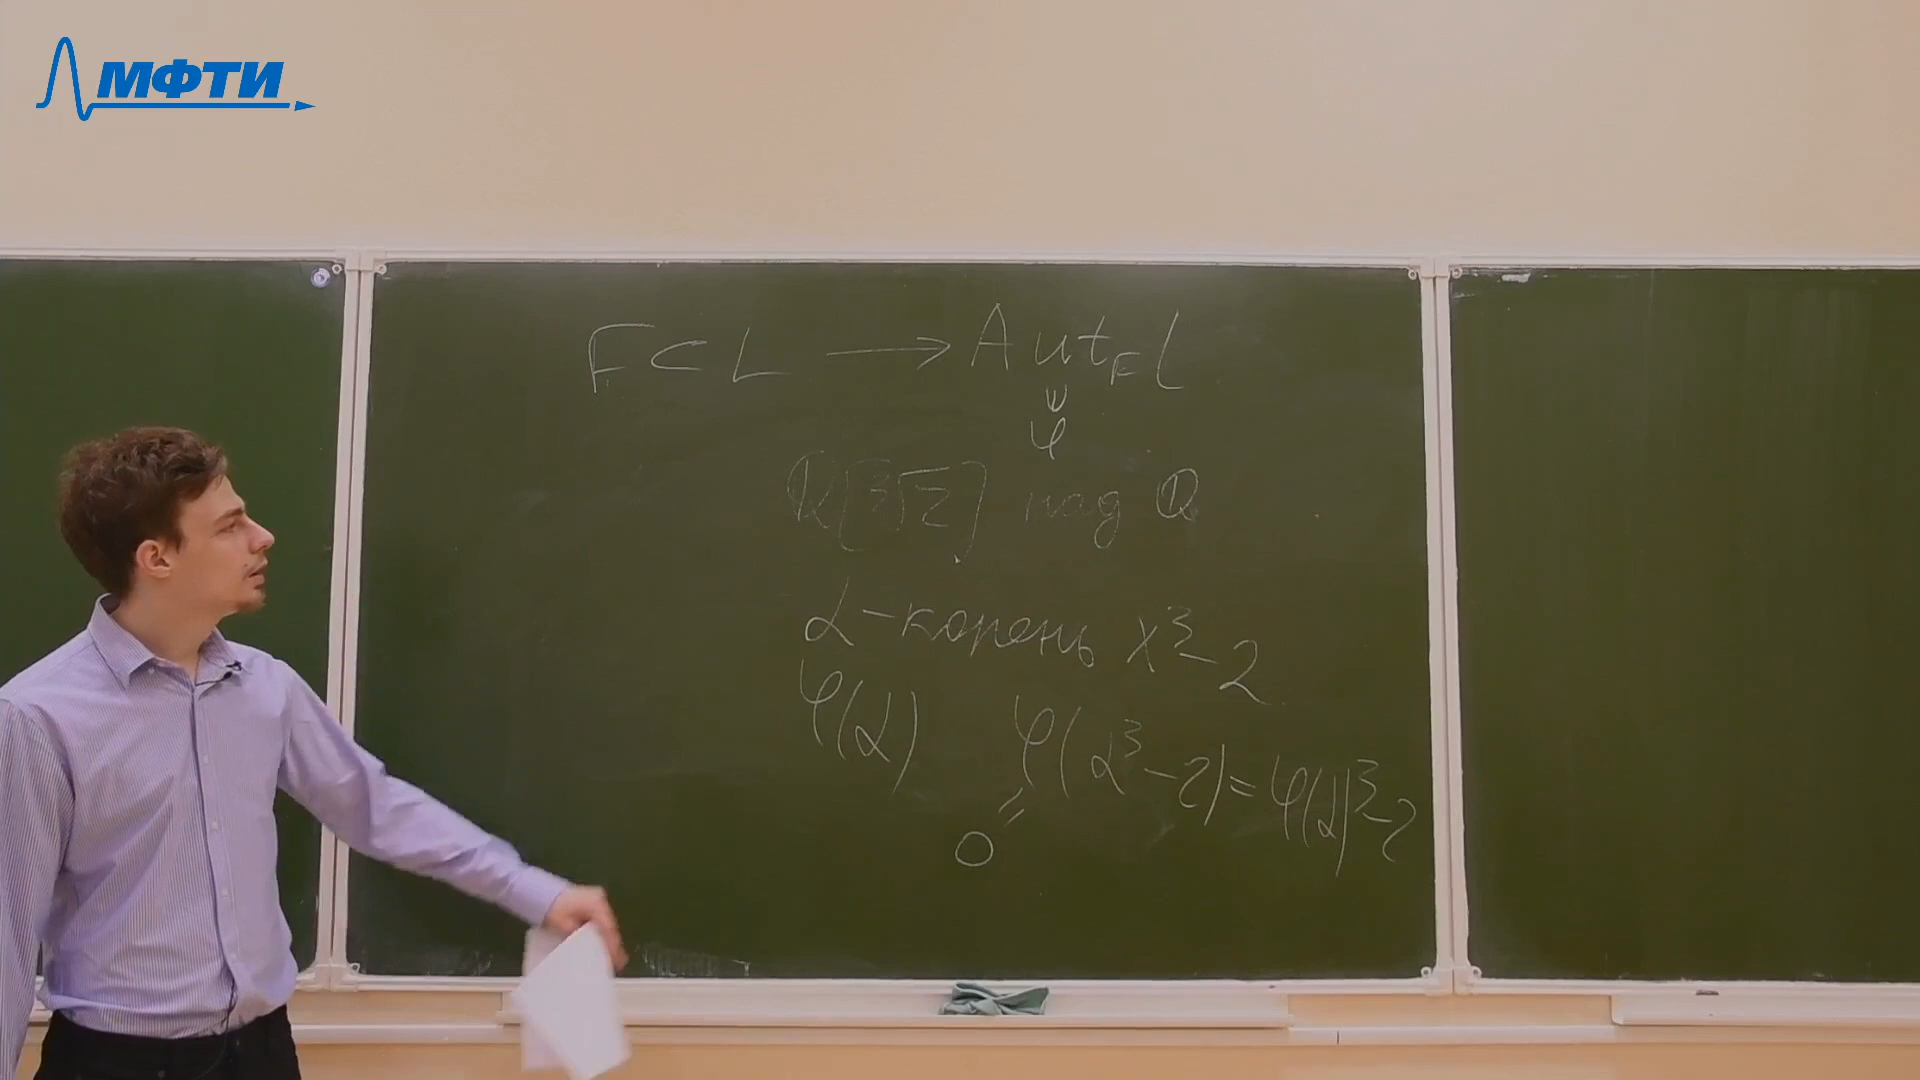 МФТИ
F ⊂ L → Aut_F L
ψ
φ
Q[∛2] над Q
α - корень x³ - 2
φ(α) φ(α³ - 2) = φ(α)³ - 2
=
0